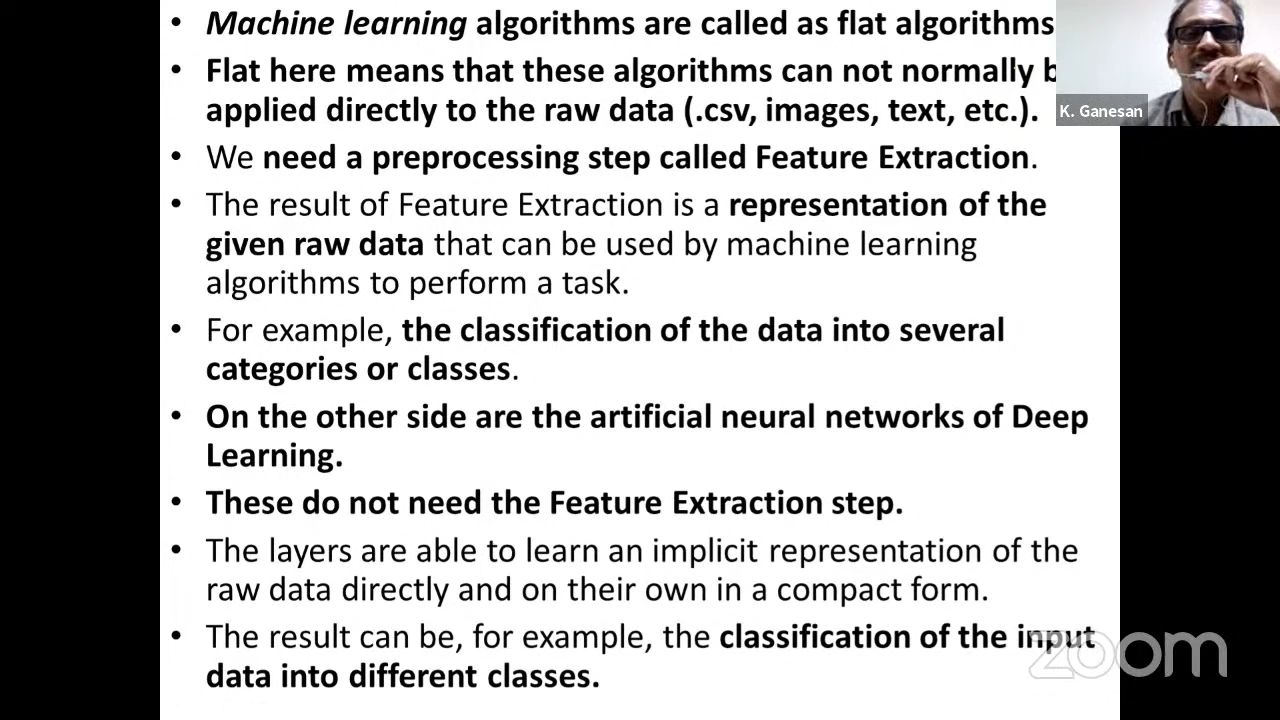 • Machine learning algorithms are called as flat algorithms
• Flat here means that these algorithms can not normally
applied directly to the raw data (.csv, images, text, etc.).
• We need a preprocessing step called Feature Extraction.
• The result of Feature Extraction is a representation of the
given raw data that can be used by machine learning
algorithms to perform a task.
• For example, the classification of the data into several
categories or classes.
• On the other side are the artificial neural networks of Deep
Learning.
• These do not need the Feature Extraction step.
• The layers are able to learn an implicit representation of the
raw data directly and on their own in a compact form.
• The result can be, for example, the classification of the input
data into different classes.
K. Ganesan
zoom